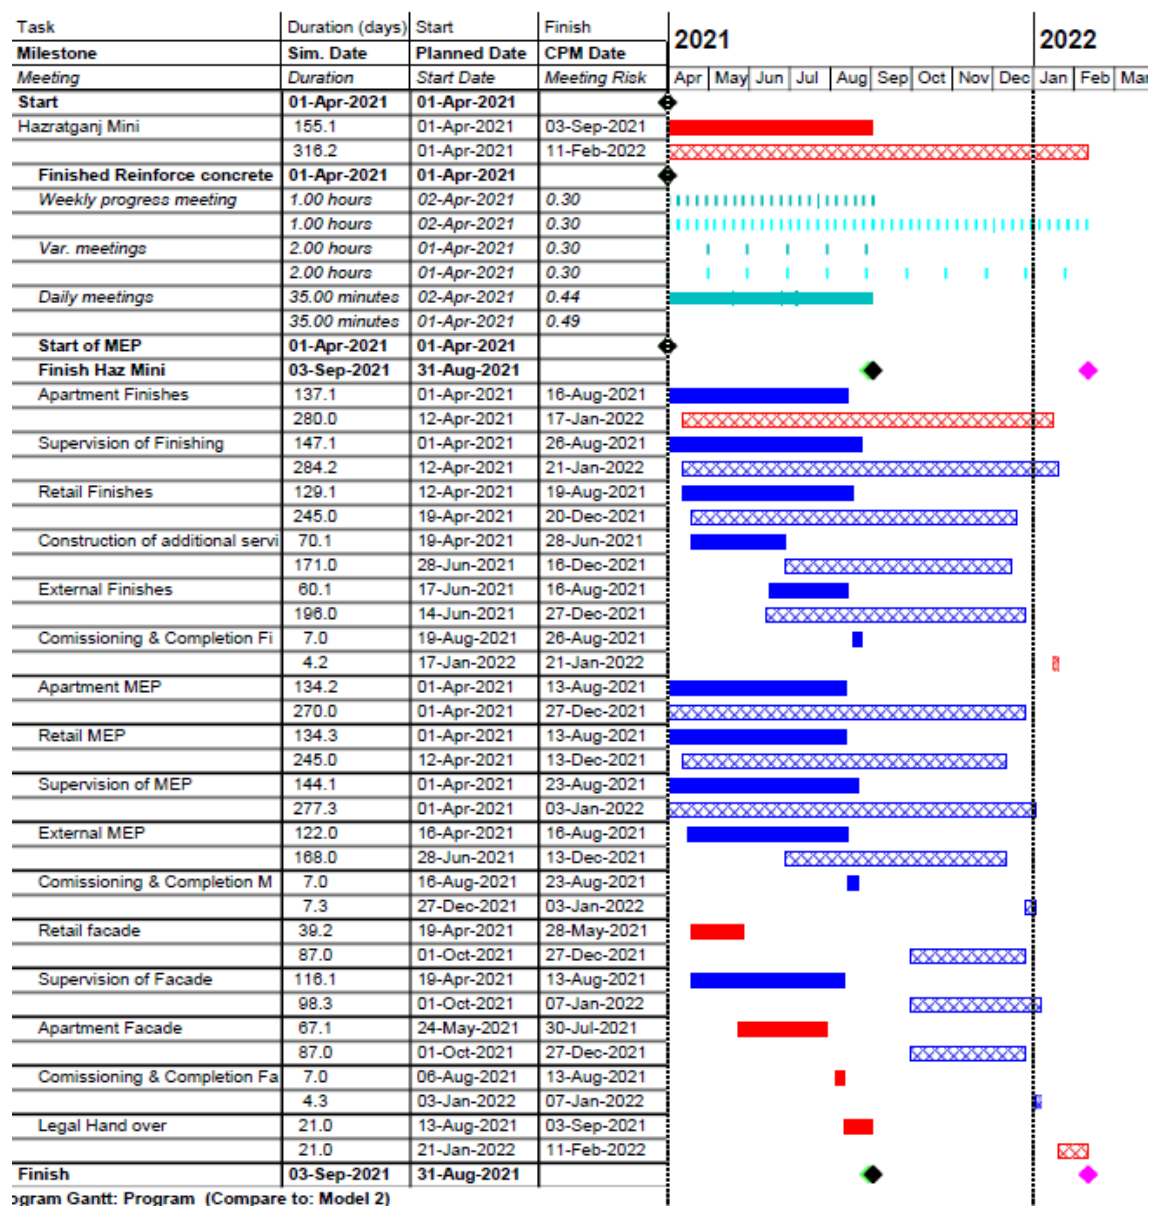 Task Duration (days) Start Finish 2021 2022
Milestone Sim. Date Planned Date CPM Date
Meeting Duration Start Date Meeting Risk Apr May Jun Jul Aug Sep Oct Nov Dec Jan Feb Mar
Start 01-Apr-2021 01-Apr-2021
Hazratganj Mini 155.1 01-Apr-2021 03-Sep-2021
316.2 01-Apr-2021 11-Feb-2022
Finished Reinforce concrete 01-Apr-2021 01-Apr-2021
Weekly progress meeting 1.00 hours 02-Apr-2021 0.30
1.00 hours 02-Apr-2021 0.30
Var. meetings 2.00 hours 01-Apr-2021 0.30
2.00 hours 01-Apr-2021 0.30
Daily meetings 35.00 minutes 02-Apr-2021 0.44
35.00 minutes 01-Apr-2021 0.49
Start of MEP 01-Apr-2021 01-Apr-2021
Finish Haz Mini 03-Sep-2021 31-Aug-2021
Apartment Finishes 137.1 01-Apr-2021 16-Aug-2021
280.0 12-Apr-2021 17-Jan-2022
Supervision of Finishing 147.1 01-Apr-2021 26-Aug-2021
284.2 12-Apr-2021 21-Jan-2022
Retail Finishes 129.1 12-Apr-2021 19-Aug-2021
245.0 19-Apr-2021 20-Dec-2021
Construction of additional servi 70.1 19-Apr-2021 28-Jun-2021
171.0 28-Jun-2021 16-Dec-2021
External Finishes 60.1 17-Jun-2021 16-Aug-2021
196.0 14-Jun-2021 27-Dec-2021
Comissioning & Completion Fi 7.0 19-Aug-2021 26-Aug-2021
4.2 17-Jan-2022 21-Jan-2022
Apartment MEP 134.2 01-Apr-2021 13-Aug-2021
270.0 01-Apr-2021 27-Dec-2021
Retail MEP 134.3 01-Apr-2021 13-Aug-2021
245.0 12-Apr-2021 13-Dec-2021
Supervision of MEP 144.1 01-Apr-2021 23-Aug-2021
277.3 01-Apr-2021 03-Jan-2022
External MEP 122.0 16-Apr-2021 16-Aug-2021
168.0 28-Jun-2021 13-Dec-2021
Comissioning & Completion M 7.0 16-Aug-2021 23-Aug-2021
7.3 27-Dec-2021 03-Jan-2022
Retail facade 39.2 19-Apr-2021 28-May-2021
87.0 01-Oct-2021 27-Dec-2021
Supervision of Facade 116.1 19-Apr-2021 13-Aug-2021
98.3 01-Oct-2021 07-Jan-2022
Apartment Facade 67.1 24-May-2021 30-Jul-2021
87.0 01-Oct-2021 27-Dec-2021
Comissioning & Completion Fa 7.0 06-Aug-2021 13-Aug-2021
4.3 03-Jan-2022 07-Jan-2022
Legal Hand over 21.0 13-Aug-2021 03-Sep-2021
21.0 21-Jan-2022 11-Feb-2022
Finish 03-Sep-2021 31-Aug-2021
ogram Gantt: Program (Compare to: Model 2)